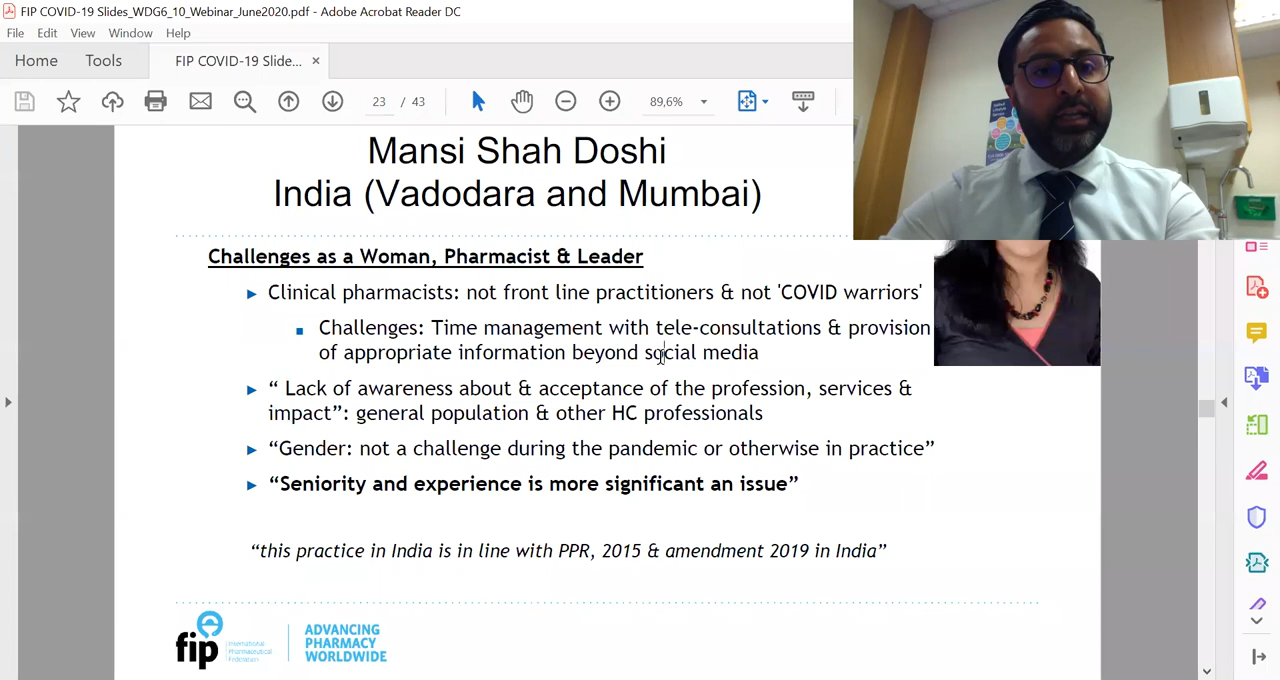 FIP COVID-19 Slides_WDG6_10_Webinar_June2020.pdf - Adobe Acrobat Reader DC
File Edit View Window Help
Home Tools FIP COVID-19 Slide... ×
23 / 43 89,6%
Mansi Shah Doshi
India (Vadodara and Mumbai)
Challenges as a Woman, Pharmacist & Leader
Clinical pharmacists: not front line practitioners & not 'COVID warriors'
Challenges: Time management with tele-consultations & provision
of appropriate information beyond social media
“ Lack of awareness about & acceptance of the profession, services &
impact”: general population & other HC professionals
“Gender: not a challenge during the pandemic or otherwise in practice”
“Seniority and experience is more significant an issue”
“this practice in India is in line with PPR, 2015 & amendment 2019 in India”
fip
International
Pharmaceutical
Federation
ADVANCING
PHARMACY
WORLDWIDE